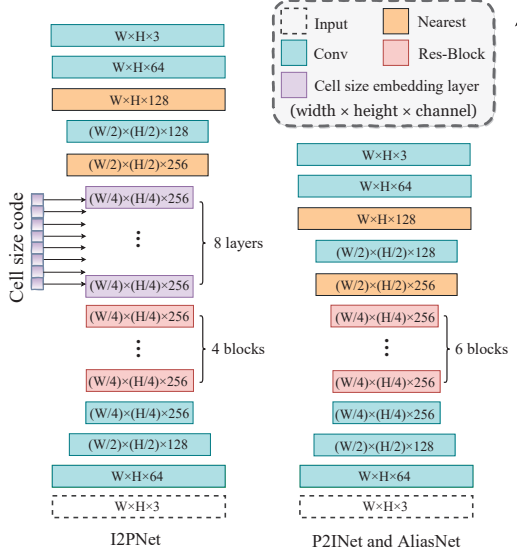 Input
Nearest
Conv
Res-Block
Cell size embedding layer
(width × height × channel)
W×H×3
W×H×64
W×H×128
(W/2)×(H/2)×128
(W/2)×(H/2)×256
(W/4)×(H/4)×256
8 layers
(W/4)×(H/4)×256
(W/4)×(H/4)×256
4 blocks
(W/4)×(H/4)×256
(W/4)×(H/4)×256
(W/2)×(H/2)×128
W×H×64
W×H×3
I2PNet
Cell size code
W×H×3
W×H×64
W×H×128
(W/2)×(H/2)×128
(W/2)×(H/2)×256
(W/4)×(H/4)×256
6 blocks
(W/4)×(H/4)×256
(W/4)×(H/4)×256
(W/2)×(H/2)×128
W×H×64
W×H×3
P2INet and AliasNet